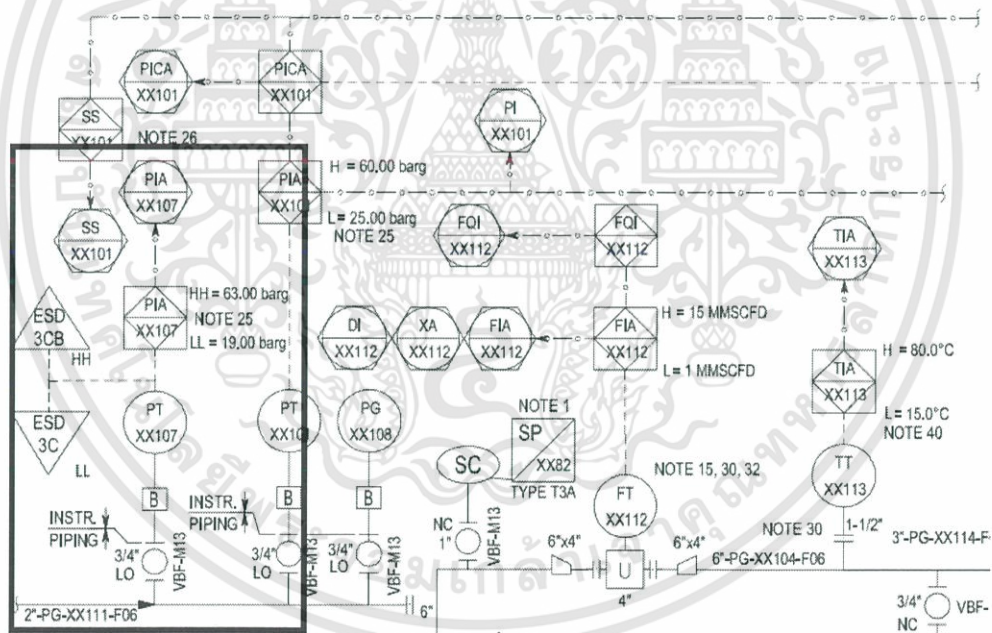 PICA
XX101
PICA
XX101
SS
XX101
NOTE 26
PI
XX101
PIA
XX107
PIA
XX101
H = 60.00 barg
L= 25.00 barg
NOTE 25
SS
XX101
FQI
XX112
FQI
XX112
TIA
XX113
PIA
XX107
HH = 63.00 barg
NOTE 25
LL = 19.00 barg
ESD
3CB
HH
DI
XX112
XA
XX112
FIA
XX112
FIA
XX112
H = 15 MMSCFD
L= 1 MMSCFD
H = 80.0°C
TIA
XX113
L= 15.0°C
NOTE 40
ESD
3C
LL
PT
XX107
PT
XX101
PG
XX108
NOTE 1
SP
XX82
TYPE T3A
SC
FT
XX112
NOTE 15, 30, 32
TT
XX113
B
B
B
INSTR.
PIPING
INSTR.
PIPING
3/4"
LO
VBF-M13
3/4"
LO
VBF-M13
3/4"
LO
VBF-M13
NC
1"
VBF-M13
NOTE 30
1-1/2"
3"-PG-XX114-F
6"x4"
U
4"
6"x4"
6"-PG-XX104-F06
2"-PG-XX111-F06
6"
3/4"
NC
VBF-